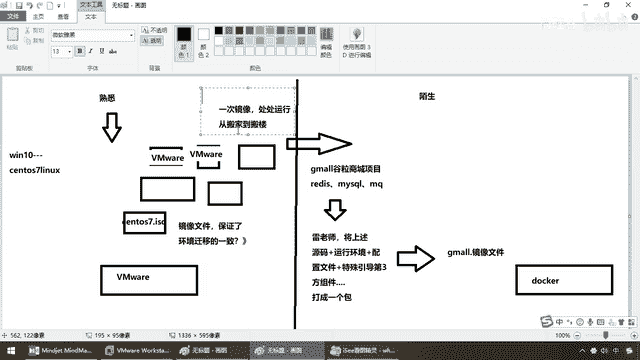 无标题 - 画图
文本工具
文件
主页
查看
文本
粘贴
剪切
复制
剪贴板
微软雅黑
13
B
I
U
字体
不透明
透明
背景
颜色 1
颜色 2
颜色
编辑颜色
使用画图 3D 进行编辑
熟悉
陌生
一次镜像，处处运行
从搬家到搬楼
win10---
centos7linux
VMware
VMware
centos7.iso
镜像文件，保证了
环境迁移的一致？》
VMware
gmall谷粒商城项目
redis、mysql、mq
雷老师，将上述
源码+运行环境+配
置文件+特殊引导第3
方组件....
打成一个包
gmall.镜像文件
docker
562, 122像素
195 × 95像素
1336 × 595像素
100%
Mindjet MindMa...
VMware Worksta...
无标题 - 画图
无标题 - 画图